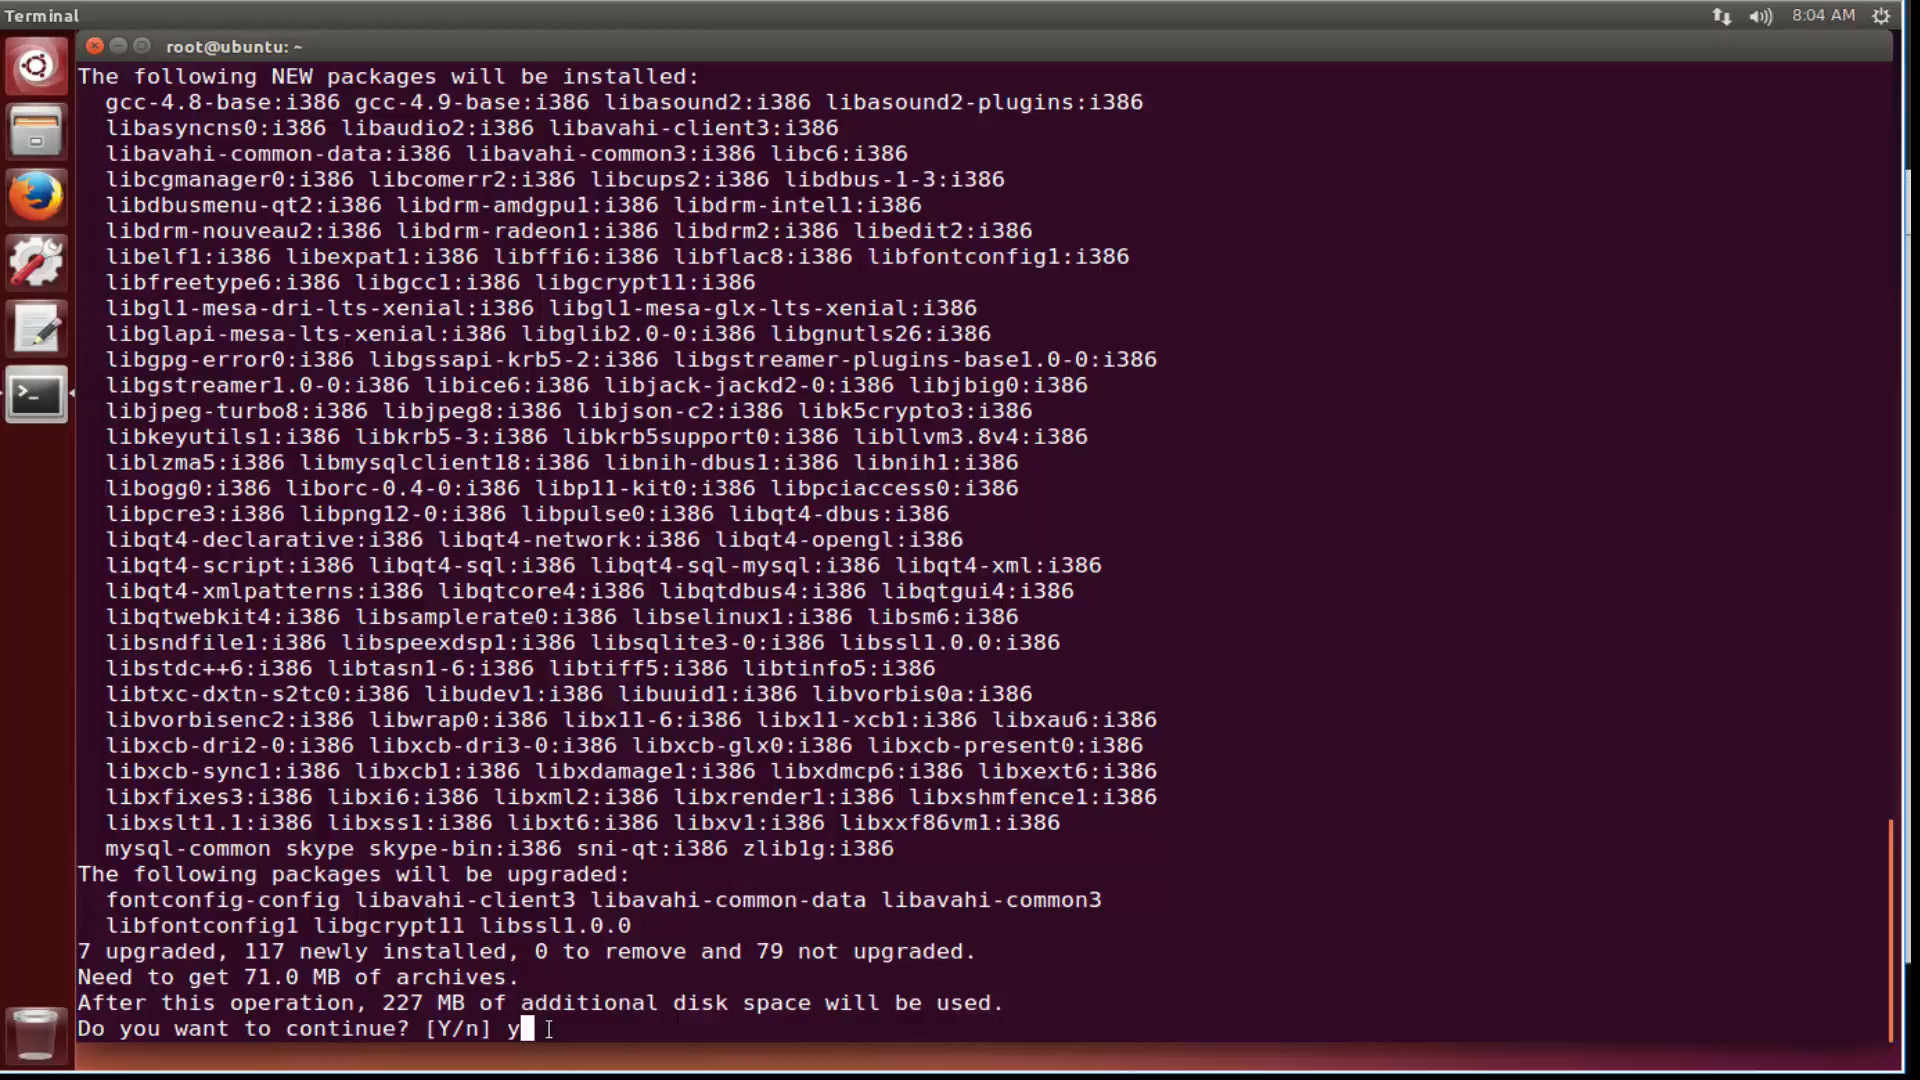 Terminal
8:04 AM
root@ubuntu: ~
The following NEW packages will be installed:
gcc-4.8-base:i386 gcc-4.9-base:i386 libasound2:i386 libasound2-plugins:i386
libasyncns0:i386 libaudio2:i386 libavahi-client3:i386
libavahi-common-data:i386 libavahi-common3:i386 libc6:i386
libcgmanager0:i386 libcomerr2:i386 libcups2:i386 libdbus-1-3:i386
libdbusmenu-qt2:i386 libdrm-amdgpu1:i386 libdrm-intel1:i386
libdrm-nouveau2:i386 libdrm-radeon1:i386 libdrm2:i386 libedit2:i386
libelf1:i386 libexpat1:i386 libffi6:i386 libflac8:i386 libfontconfig1:i386
libfreetype6:i386 libgcc1:i386 libgcrypt11:i386
libgl1-mesa-dri-lts-xenial:i386 libgl1-mesa-glx-lts-xenial:i386
libglapi-mesa-lts-xenial:i386 libglib2.0-0:i386 libgnutls26:i386
libgpg-error0:i386 libgssapi-krb5-2:i386 libgstreamer-plugins-base1.0-0:i386
libgstreamer1.0-0:i386 libice6:i386 libjack-jackd2-0:i386 libjbig0:i386
libjpeg-turbo8:i386 libjpeg8:i386 libjson-c2:i386 libk5crypto3:i386
libkeyutils1:i386 libkrb5-3:i386 libkrb5support0:i386 libllvm3.8v4:i386
liblzma5:i386 libmysqlclient18:i386 libnih-dbus1:i386 libnih1:i386
libogg0:i386 liborc-0.4-0:i386 libp11-kit0:i386 libpciaccess0:i386
libpcre3:i386 libpng12-0:i386 libpulse0:i386 libqt4-dbus:i386
libqt4-declarative:i386 libqt4-network:i386 libqt4-opengl:i386
libqt4-script:i386 libqt4-sql:i386 libqt4-sql-mysql:i386 libqt4-xml:i386
libqt4-xmlpatterns:i386 libqtcore4:i386 libqtdbus4:i386 libqtgui4:i386
libqtwebkit4:i386 libsamplerate0:i386 libselinux1:i386 libsm6:i386
libsndfile1:i386 libspeexdsp1:i386 libsqlite3-0:i386 libssl1.0.0:i386
libstdc++6:i386 libtasn1-6:i386 libtiff5:i386 libtinfo5:i386
libtxc-dxtn-s2tc0:i386 libudev1:i386 libuuid1:i386 libvorbis0a:i386
libvorbisenc2:i386 libwrap0:i386 libx11-6:i386 libx11-xcb1:i386 libxau6:i386
libxcb-dri2-0:i386 libxcb-dri3-0:i386 libxcb-glx0:i386 libxcb-present0:i386
libxcb-sync1:i386 libxcb1:i386 libxdamage1:i386 libxdmcp6:i386 libxext6:i386
libxfixes3:i386 libxi6:i386 libxml2:i386 libxrender1:i386 libxshmfence1:i386
libxslt1.1:i386 libxss1:i386 libxt6:i386 libxv1:i386 libxxf86vm1:i386
mysql-common skype skype-bin:i386 sni-qt:i386 zlib1g:i386
The following packages will be upgraded:
fontconfig-config libavahi-client3 libavahi-common-data libavahi-common3
libfontconfig1 libgcrypt11 libssl1.0.0
7 upgraded, 117 newly installed, 0 to remove and 79 not upgraded.
Need to get 71.0 MB of archives.
After this operation, 227 MB of additional disk space will be used.
Do you want to continue? [Y/n] y